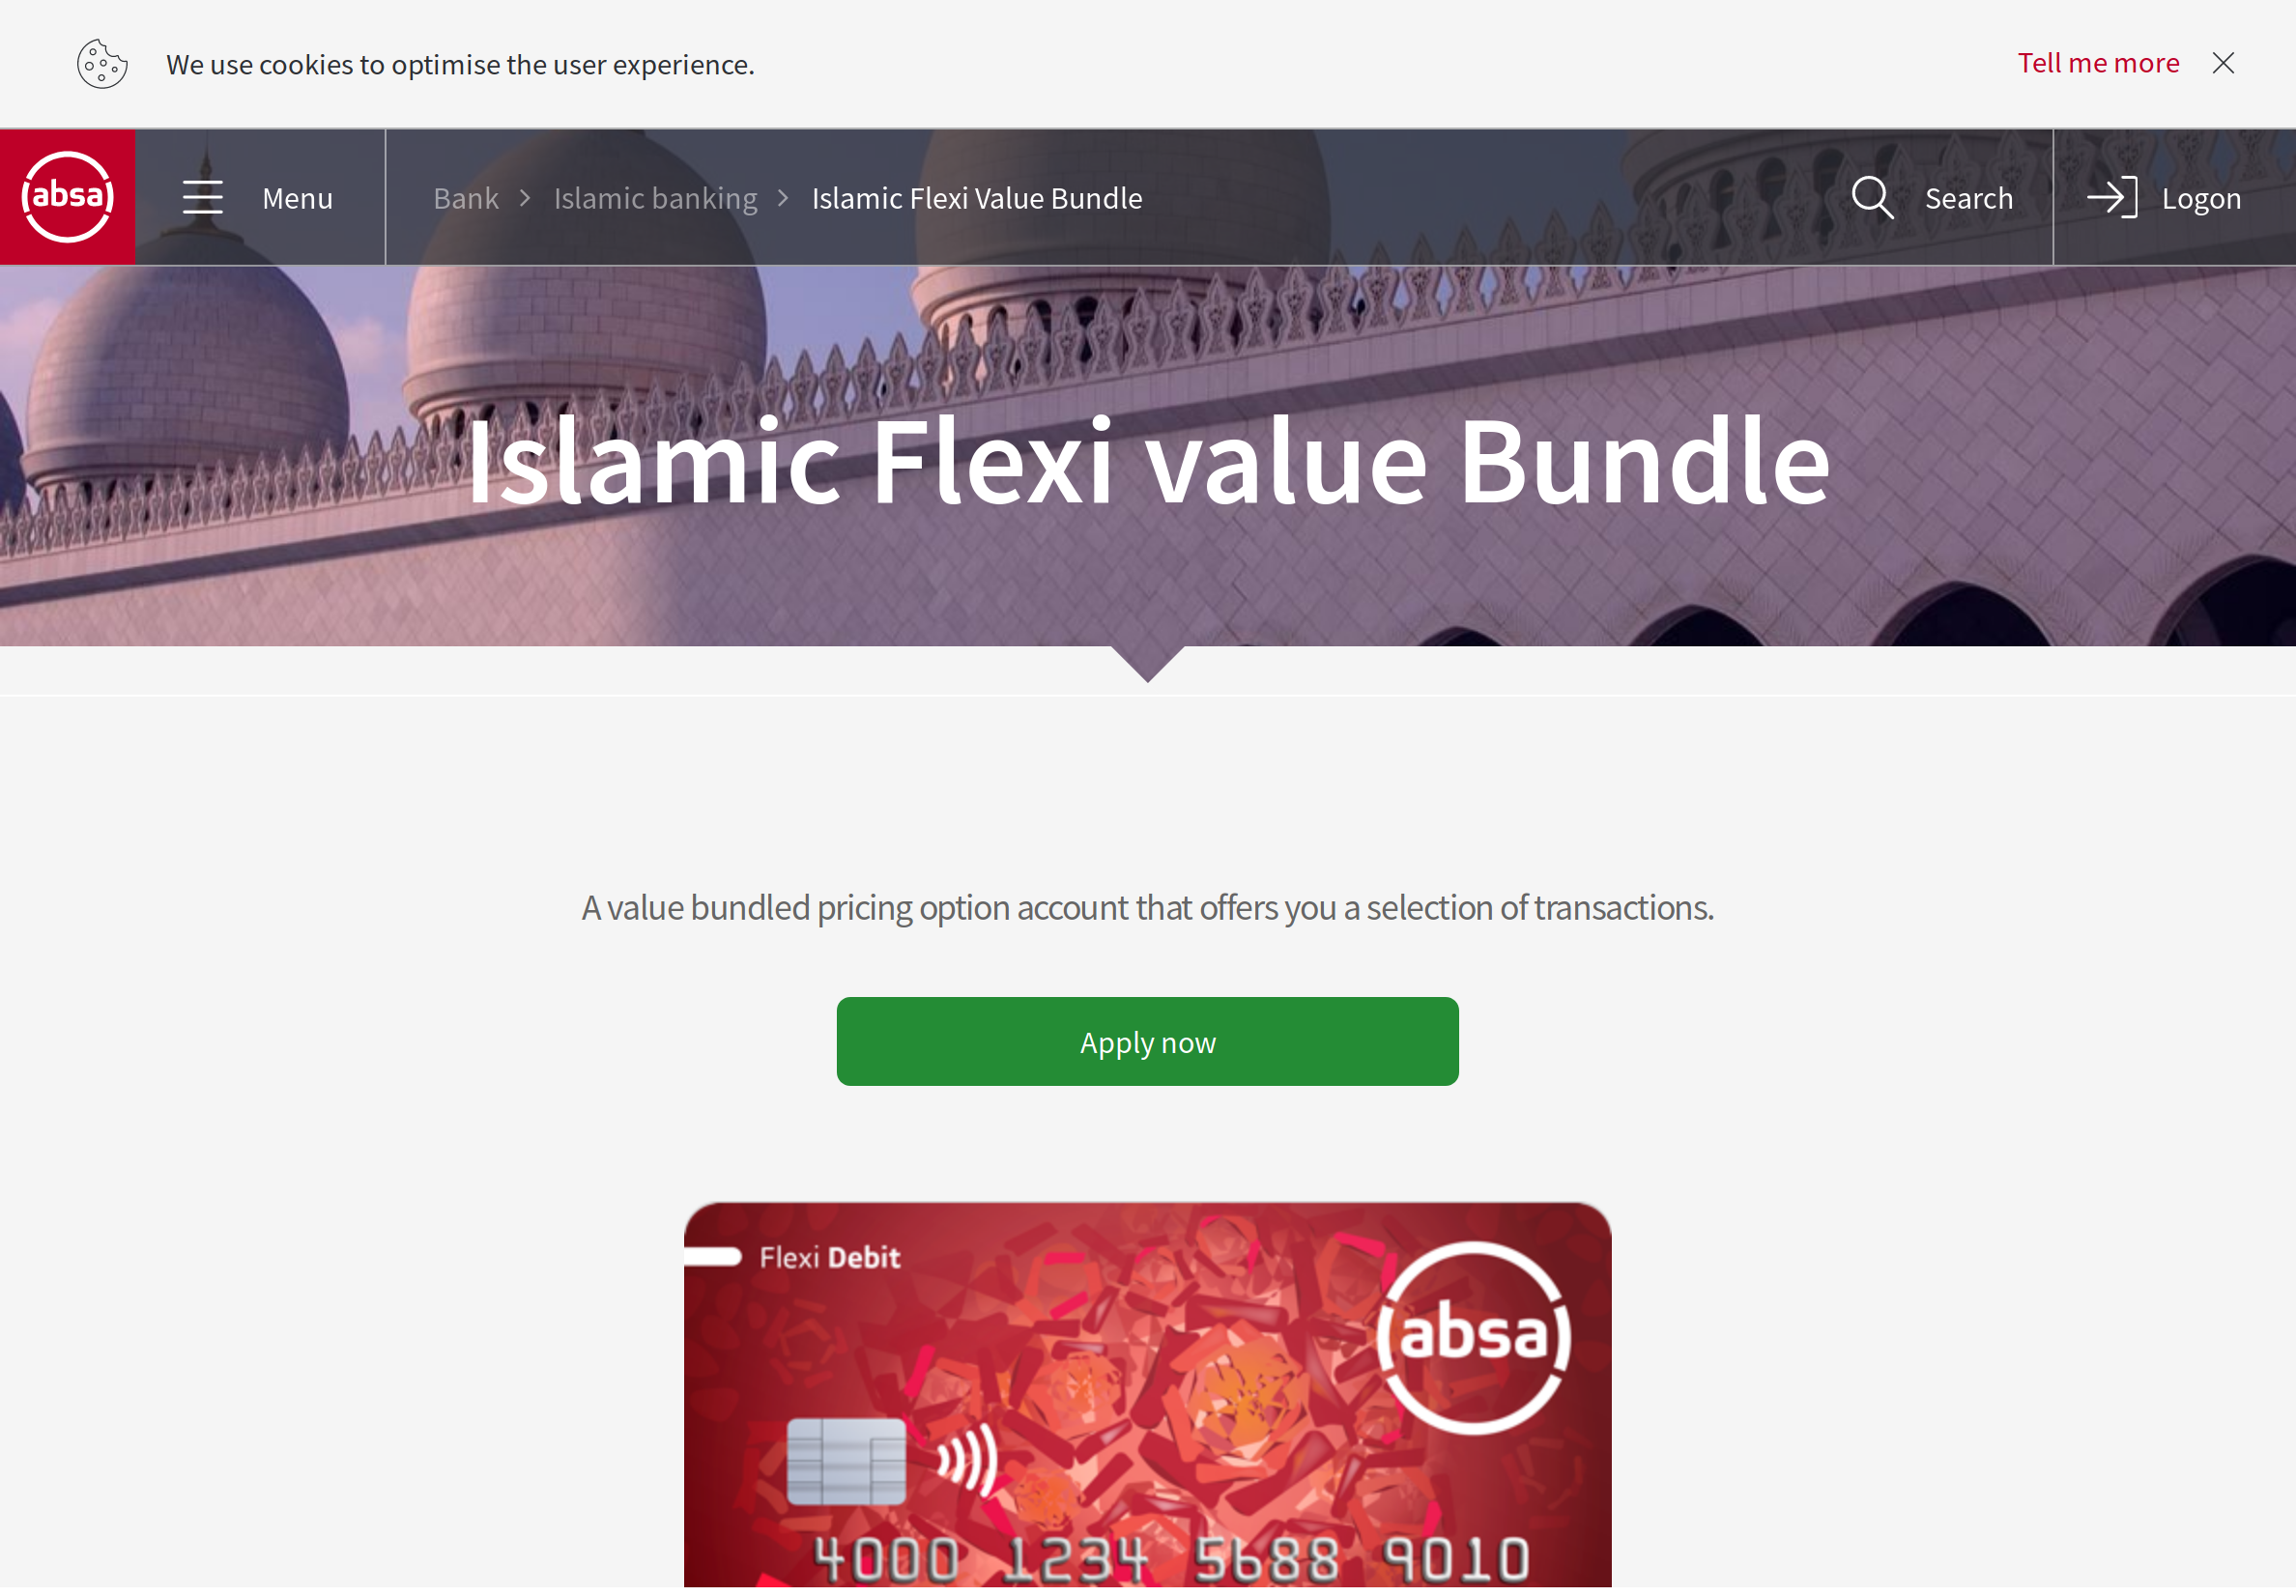 We use cookies to optimise the user experience.
Tell me more
absa
Menu
Bank
Islamic banking
Islamic Flexi Value Bundle
Search
Logon
Islamic Flexi value Bundle
A value bundled pricing option account that offers you a selection of transactions.
Apply now
Flexi Debit
absa
4000 1234 5688 9010